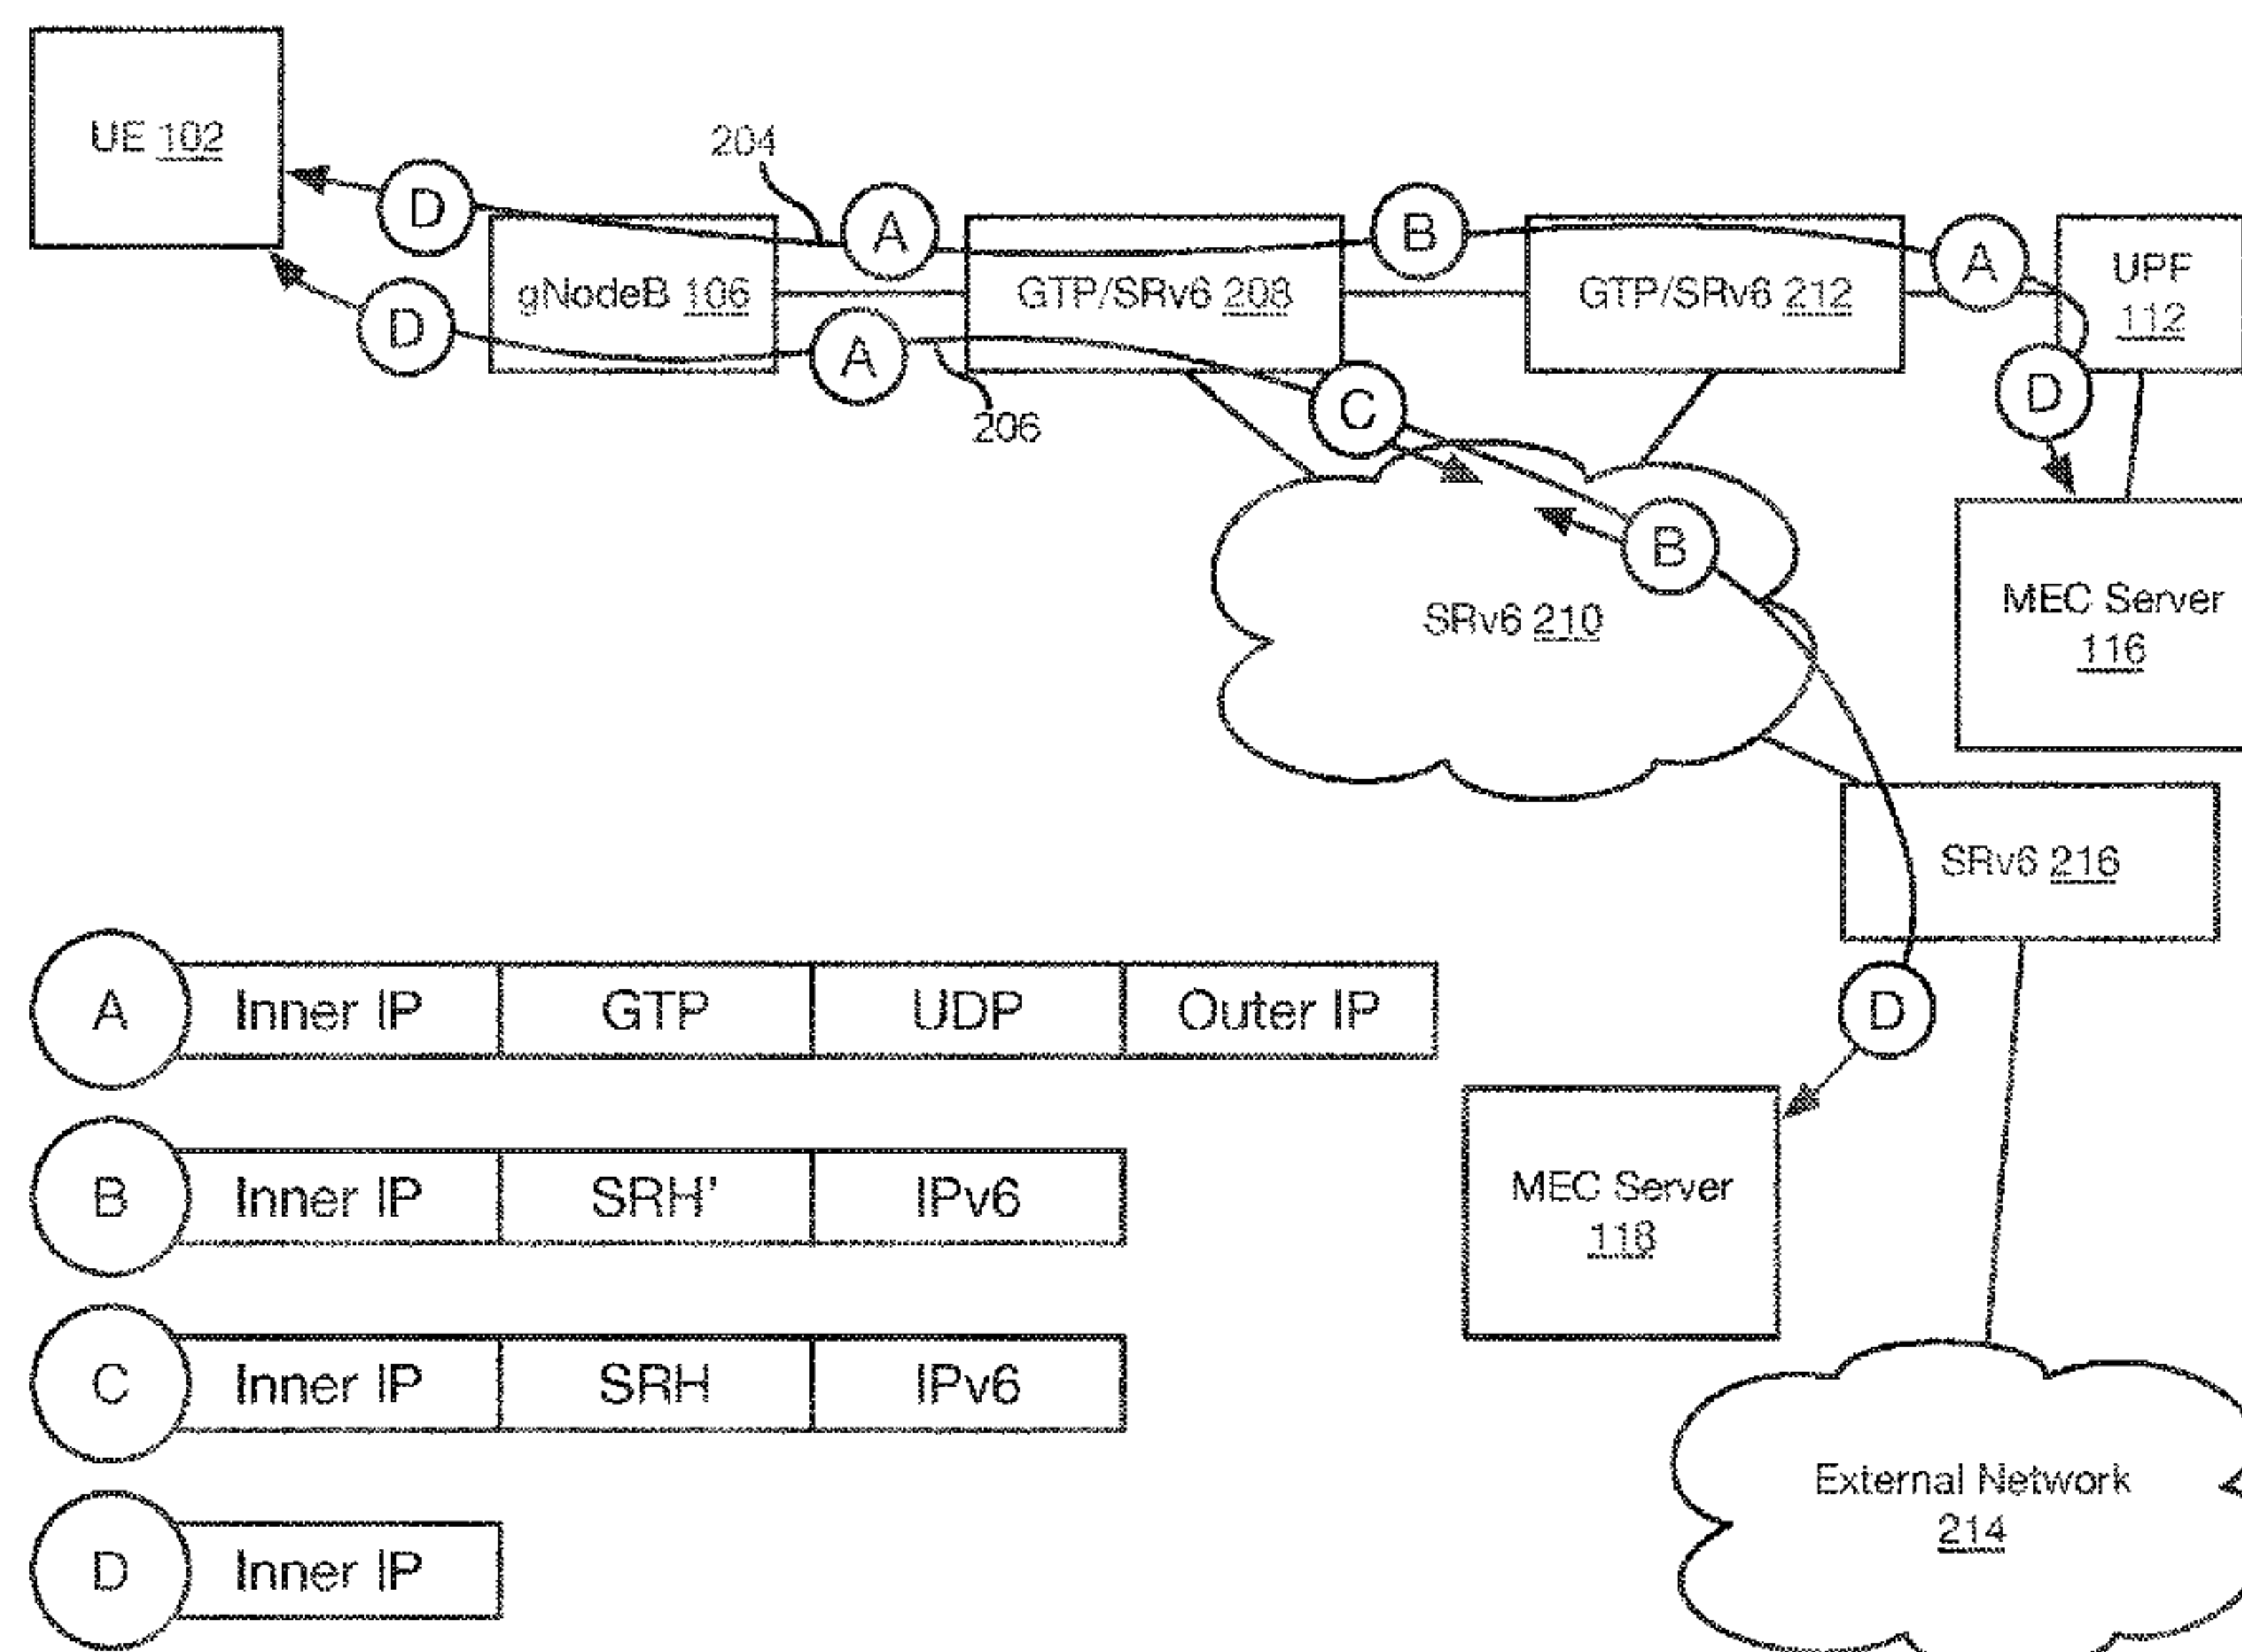 UE 102
204
D
A
B
A
gNodeB 106
GTP/SRv6 208
GTP/SRv6 212
UPF
112
D
A
C
D
206
B
SRv6 210
MEC Server
116
SRv6 216
D
A Inner IP GTP UDP Outer IP
B Inner IP SRH' IPv6
MEC Server
118
C Inner IP SRH IPv6
D Inner IP
External Network
214